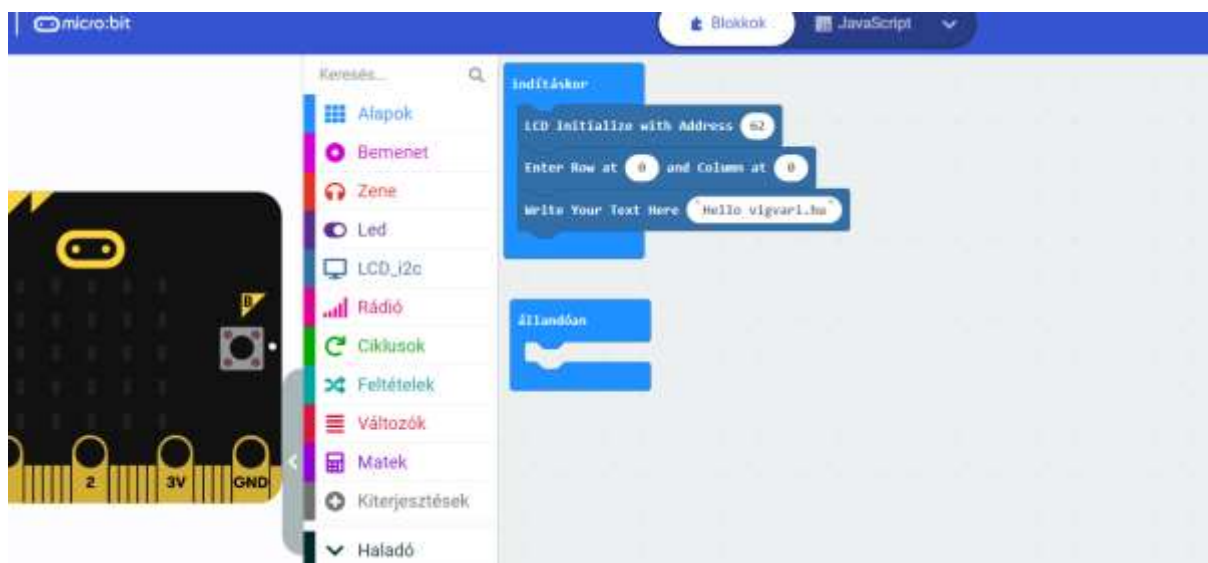 micro:bit
Blokkok
JavaScript
Keresés...
Alapok
Bemenet
Zene
Led
LCD_i2c
Rádió
Ciklusok
Feltételek
Változók
Matek
Kiterjesztések
Haladó
indításkor
LCD Initialize with Address 62
Enter Row at 0 and Column at 0
Write Your Text Here "Hello vigvari.hu"
állandóan
B
2
3V
GND